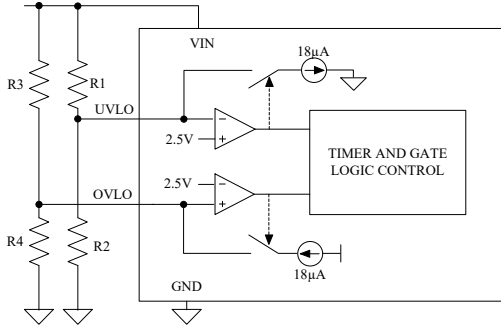 VIN
18µA
R3
R1
UVLO
2.5V
TIMER AND GATE
LOGIC CONTROL
2.5V
OVLO
R4
R2
18µA
GND